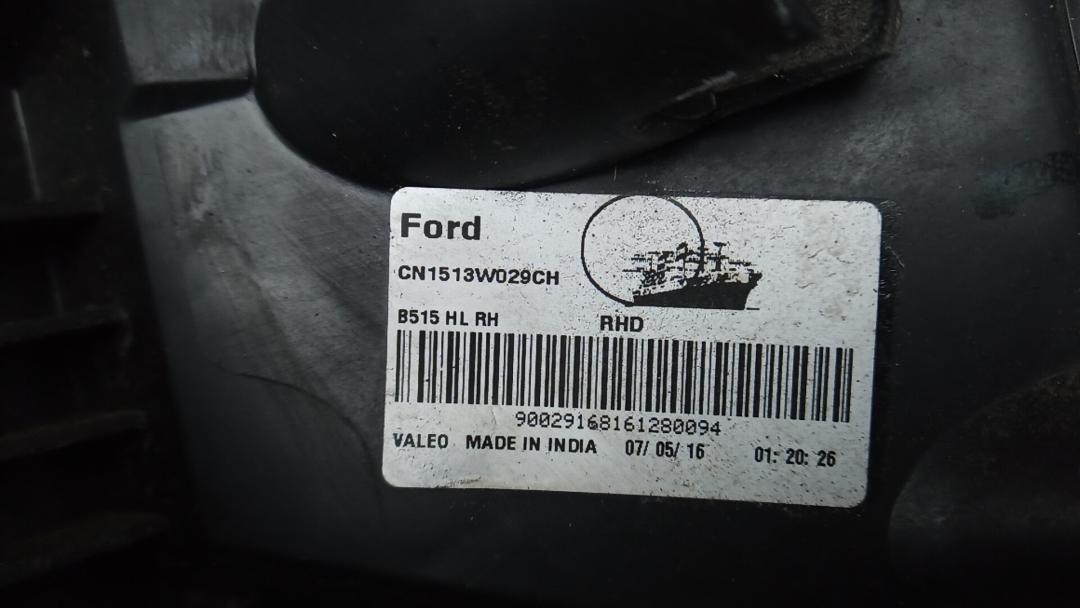 Ford
CN1513W029CH
B515 HL RH RHD
90029168161280094
VALEO MADE IN INDIA 07/ 05/ 16 01: 20: 26